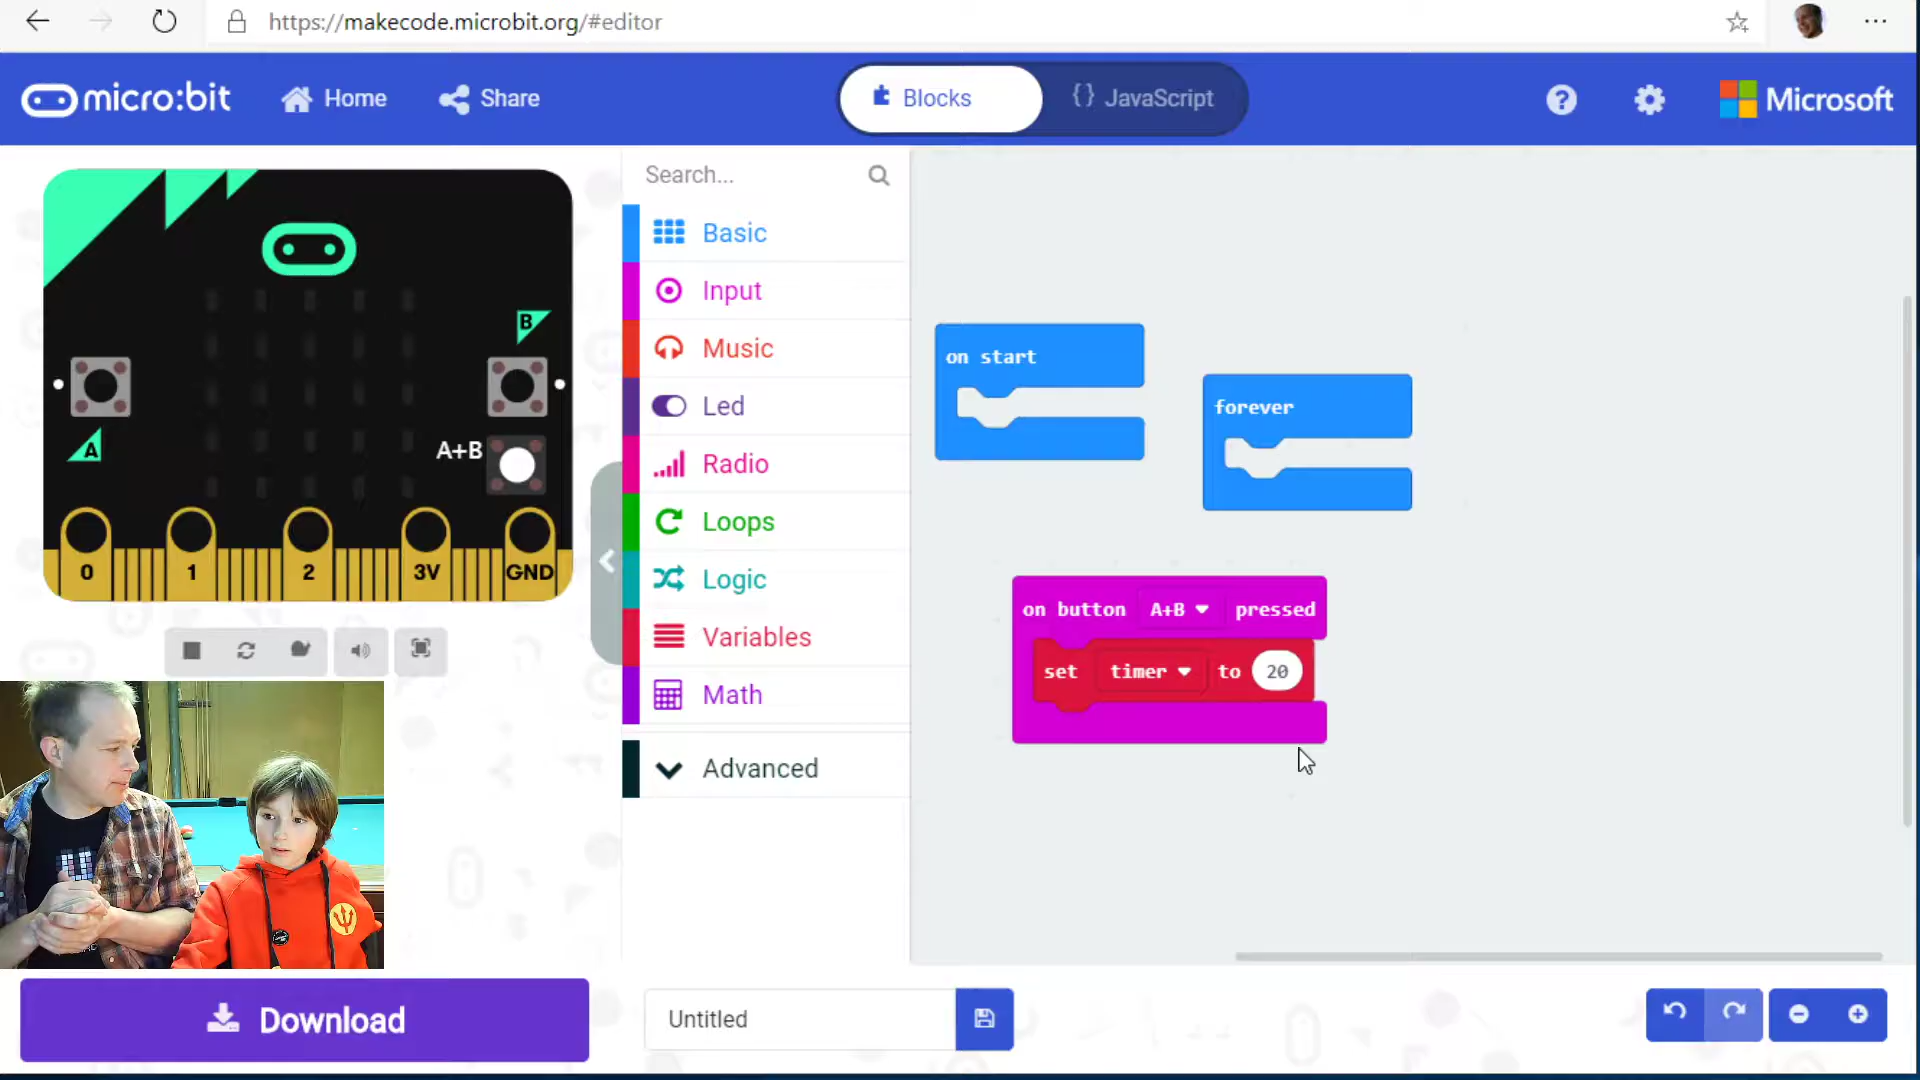 https://makecode.microbit.org/#editor
micro:bit Home Share Blocks {} JavaScript ? Microsoft
Search...
Basic
Input
Music
Led
Radio
Loops
Logic
Variables
Math
Advanced
B
A
A+B
0 1 2 3V GND
on start
forever
on button A+B pressed
set timer to 20
Download
Untitled